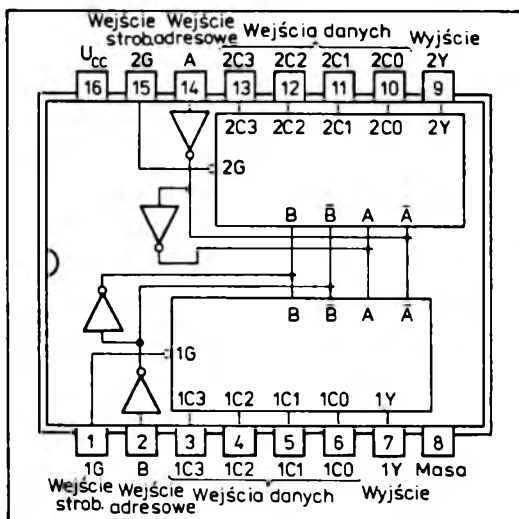 Wejście Wejście Wejścia danych Wyjście
strob. adresowe
UCC 2G A 2C3 2C2 2C1 2C0 2Y
16 15 14 13 12 11 10 9
2C3 2C2 2C1 2C0 2Y
2G
B B̅ A A̅
B B̅ A A̅
1G
1C3 1C2 1C1 1C0 1Y
1 2 3 4 5 6 7 8
1G B 1C3 1C2 1C1 1C0 1Y Masa
Wejście Wejście Wejścia danych Wyjście
strob. adresowe